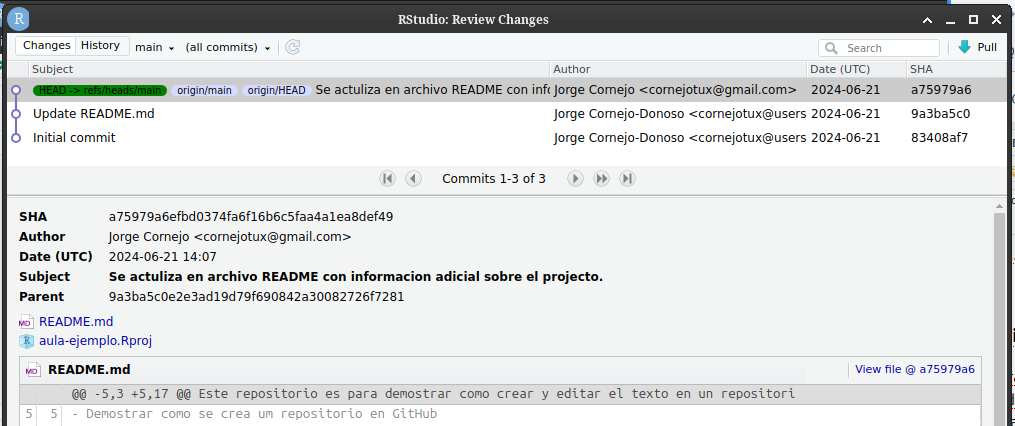 R
RStudio: Review Changes
Changes History main (all commits) Search Pull
Subject Author Date (UTC) SHA
HEAD -> refs/heads/main origin/main origin/HEAD Se actuliza en archivo README con info Jorge Cornejo <cornejotux@gmail.com> 2024-06-21 a75979a6
Update README.md Jorge Cornejo-Donoso <cornejotux@users 2024-06-21 9a3ba5c0
Initial commit Jorge Cornejo-Donoso <cornejotux@users 2024-06-21 83408af7
Commits 1-3 of 3
SHA a75979a6efbd0374fa6f16b6c5faa4a1ea8def49
Author Jorge Cornejo <cornejotux@gmail.com>
Date (UTC) 2024-06-21 14:07
Subject Se actuliza en archivo README con informacion adicial sobre el projecto.
Parent 9a3ba5c0e2e3ad19d79f690842a30082726f7281
MD README.md
R aula-ejemplo.Rproj
MD README.md View file @ a75979a6
@@ -5,3 +5,17 @@ Este repositorio es para demostrar como crear y editar el texto en un repositori
5 5 - Demostrar como se crea um repositorio en GitHub